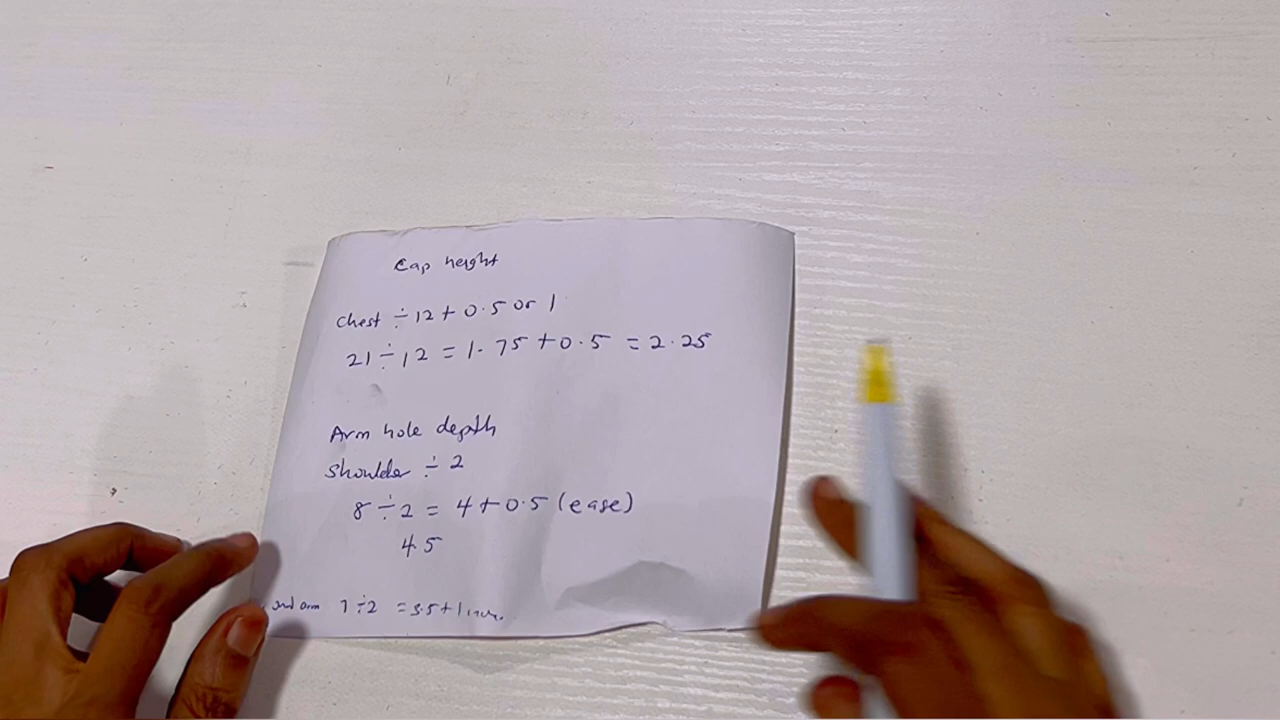 Cap height
Chest ÷ 12 + 0.5 or 1
21 ÷ 12 = 1.75 + 0.5 = 2.25
Arm hole depth
Shoulder ÷ 2
8 ÷ 2 = 4 + 0.5 (ease)
4.5
arm 7 ÷ 2 = 3.5 + 1